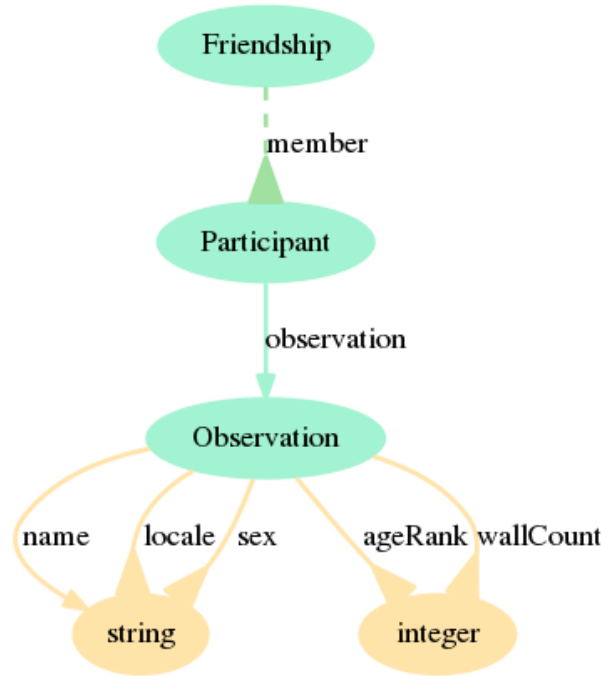 Friendship
member
Participant
observation
Observation
name
locale
sex
ageRank
wallCount
string
integer